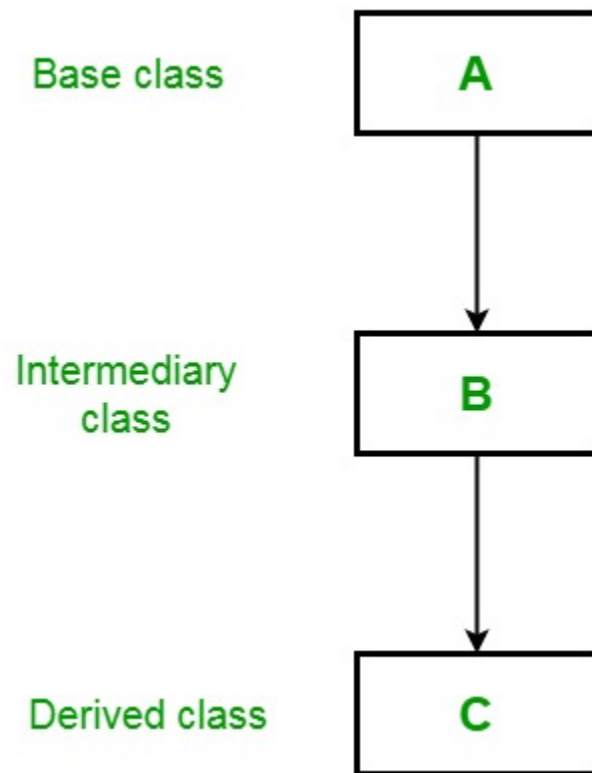 Base class
A
Intermediary
class
B
Derived class
C